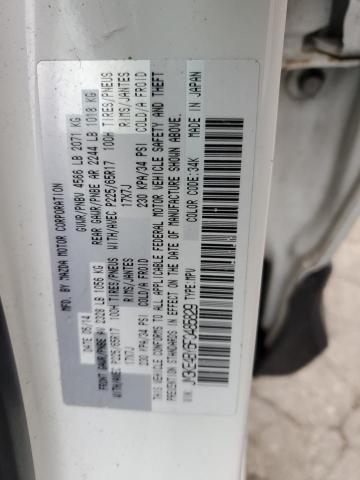 BY MAZDA MOTOR CORPORATION
DATE 05/14 GVWR/PNBV 4566 LB 2071 KG
FRONT GAWR/PNBE AV 2328 LB 1056 KG REAR GAWR/PNBE AR 2244 LB 1018 KG
WITH/AVEC P225/65R17 100H TIRES/PNEUS WITH/AVEC P225/65R17 100H TIRES/PNEUS
17X7J RIMS/JANTES 17X7J RIMS/JANTES
230 KPA/34 PSI COLD/A FROID 230 KPA/34 PSI COLD/A FROID
THIS VEHICLE CONFORMS TO ALL APPLICABLE FEDERAL MOTOR VEHICLE SAFETY AND THEFT
PREVENTION STANDARDS IN EFFECT ON THE DATE OF MANUFACTURE SHOWN ABOVE.
TYPE:MPV COLOR CODE:34K
MADE IN JAPAN